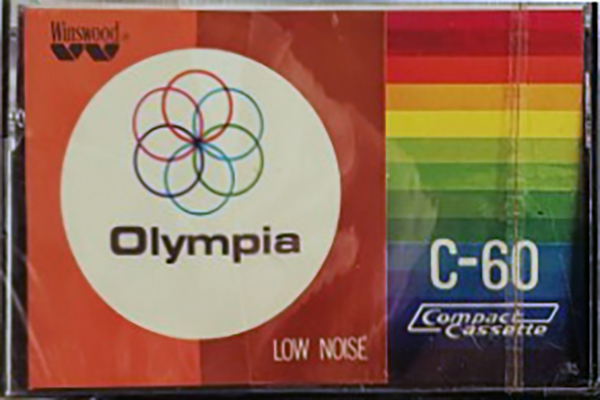 Winswood
Olympia
LOW NOISE
C-60
Compact
Cassette